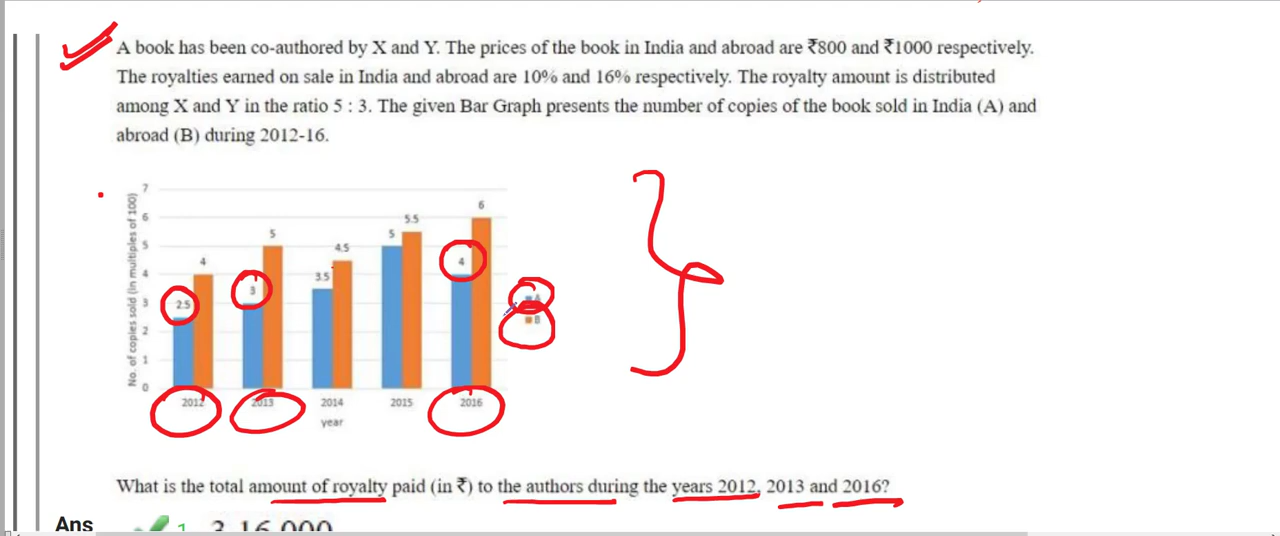 A book has been co-authored by X and Y. The prices of the book in India and abroad are ₹800 and ₹1000 respectively.
The royalties earned on sale in India and abroad are 10% and 16% respectively. The royalty amount is distributed
among X and Y in the ratio 5 : 3. The given Bar Graph presents the number of copies of the book sold in India (A) and
abroad (B) during 2012-16.
No. of copies sold (in multiples of 100)
7
6
5
4
3
2
1
0
2.5
4
3
5
3.5
4.5
5
5.5
4
6
A
B
2012
2013
2014
2015
2016
year
What is the total amount of royalty paid (in ₹) to the authors during the years 2012, 2013 and 2016?
Ans
1. 3,16,000